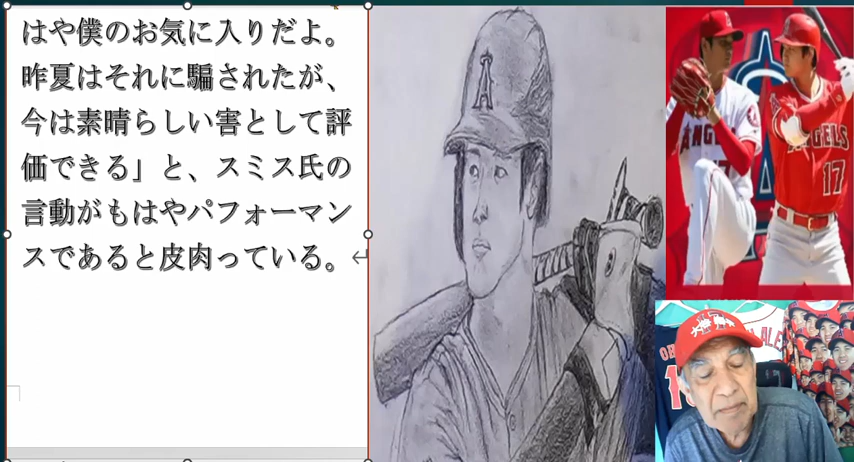 はや僕のお気に入りだよ。
昨夏はそれに騙されたが、
今は素晴らしい害として評
価できる」と、スミス氏の
言動がもはやパフォーマン
スであると皮肉っている。
A
ANGELS
17